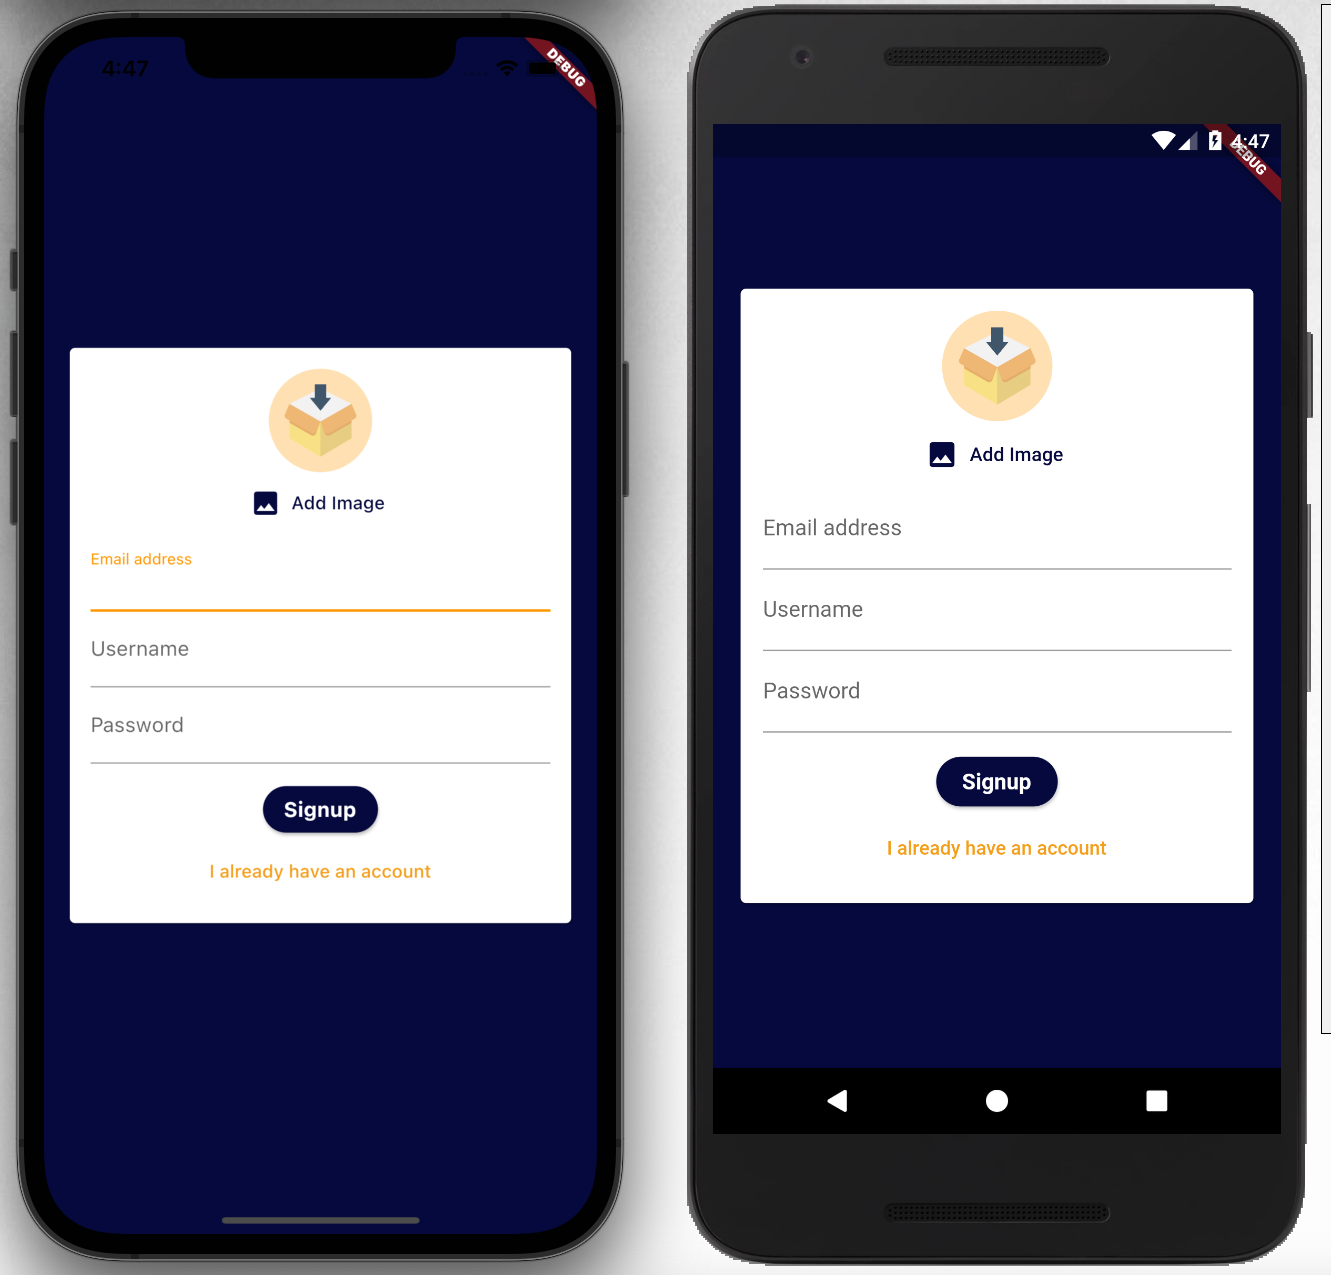 4:47
DEBUG
Add Image
Email address
Username
Password
Signup
I already have an account
4:47
DEBUG
Add Image
Email address
Username
Password
Signup
I already have an account